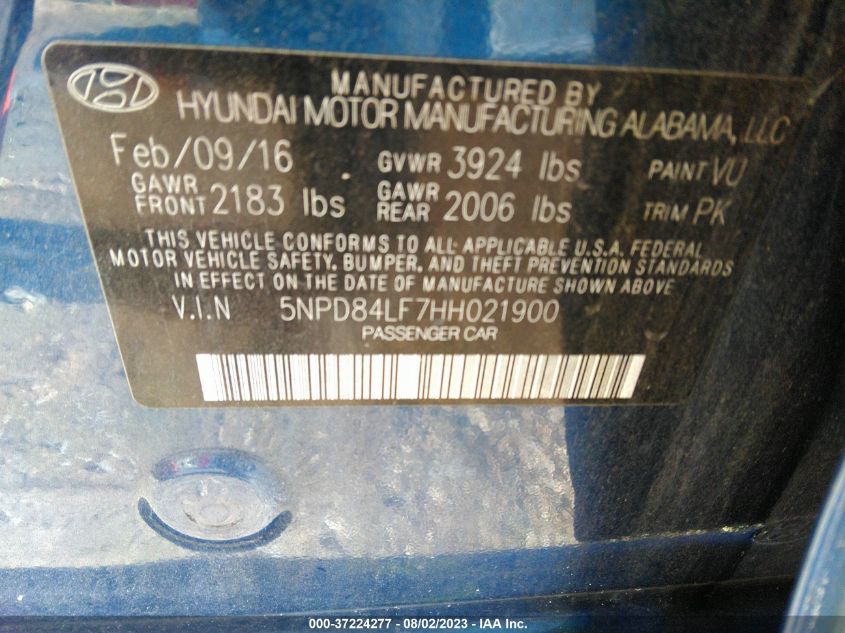 MANUFACTURED BY
HYUNDAI MOTOR MANUFACTURING ALABAMA, LLC
Feb/09/16 GVWR 3924 lbs PAINT VU
GAWR FRONT 2183 lbs GAWR REAR 2006 lbs TRIM PK
THIS VEHICLE CONFORMS TO ALL APPLICABLE U.S.A. FEDERAL
MOTOR VEHICLE SAFETY, BUMPER, AND THEFT PREVENTION STANDARDS
IN EFFECT ON THE DATE OF MANUFACTURE SHOWN ABOVE.
V.I.N 5NPD84LF7HH021900
PASSENGER CAR
000-37224277 - 08/02/2023 - IAA Inc.